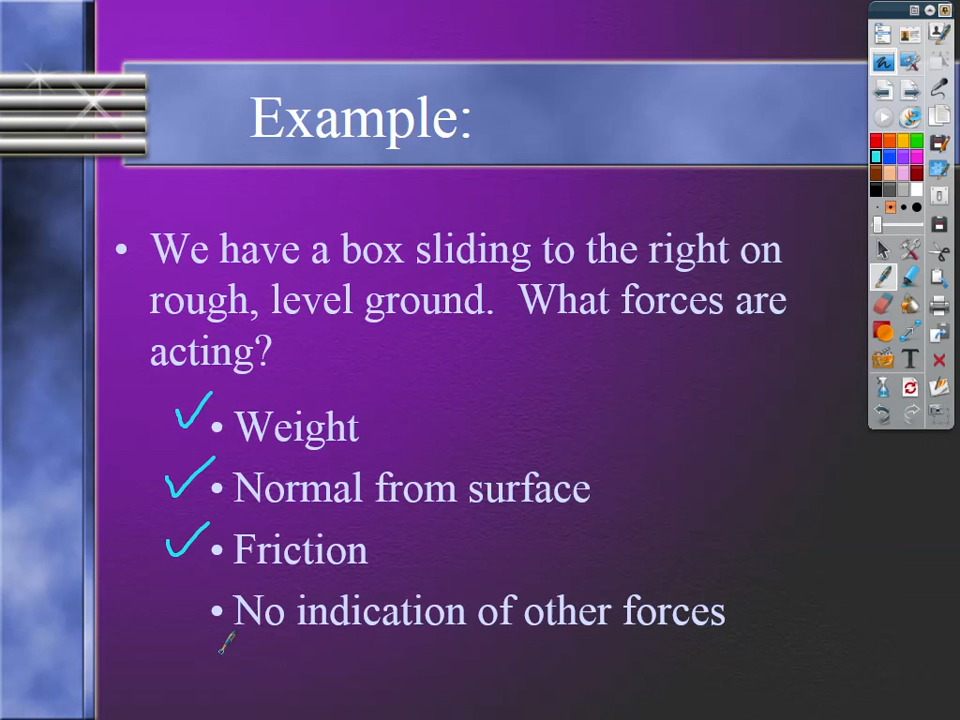 Example:
• We have a box sliding to the right on
rough, level ground. What forces are
acting?
• Weight
• Normal from surface
• Friction
• No indication of other forces